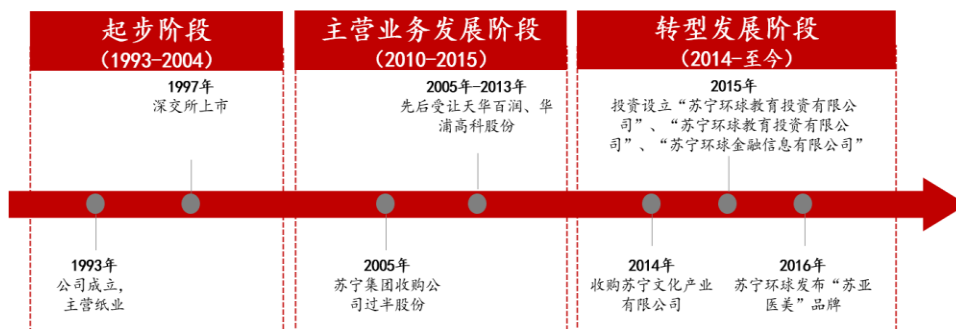 起步阶段
（1993-2004）
主营业务发展阶段
（2010-2015）
转型发展阶段
（2014-至今）
1997年
深交所上市
2005年-2013年
先后受让天华百润、华
浦高科股份
2015年
投资设立“苏宁环球教育投资有限公
司”、“苏宁环球教育投资有限公
司”、“苏宁环球金融信息有限公司”
1993年
公司成立，
主营纸业
2005年
苏宁集团收购公
司过半股份
2014年
收购苏宁文化产业
有限公司
2016年
苏宁环球发布“苏亚
医美”品牌